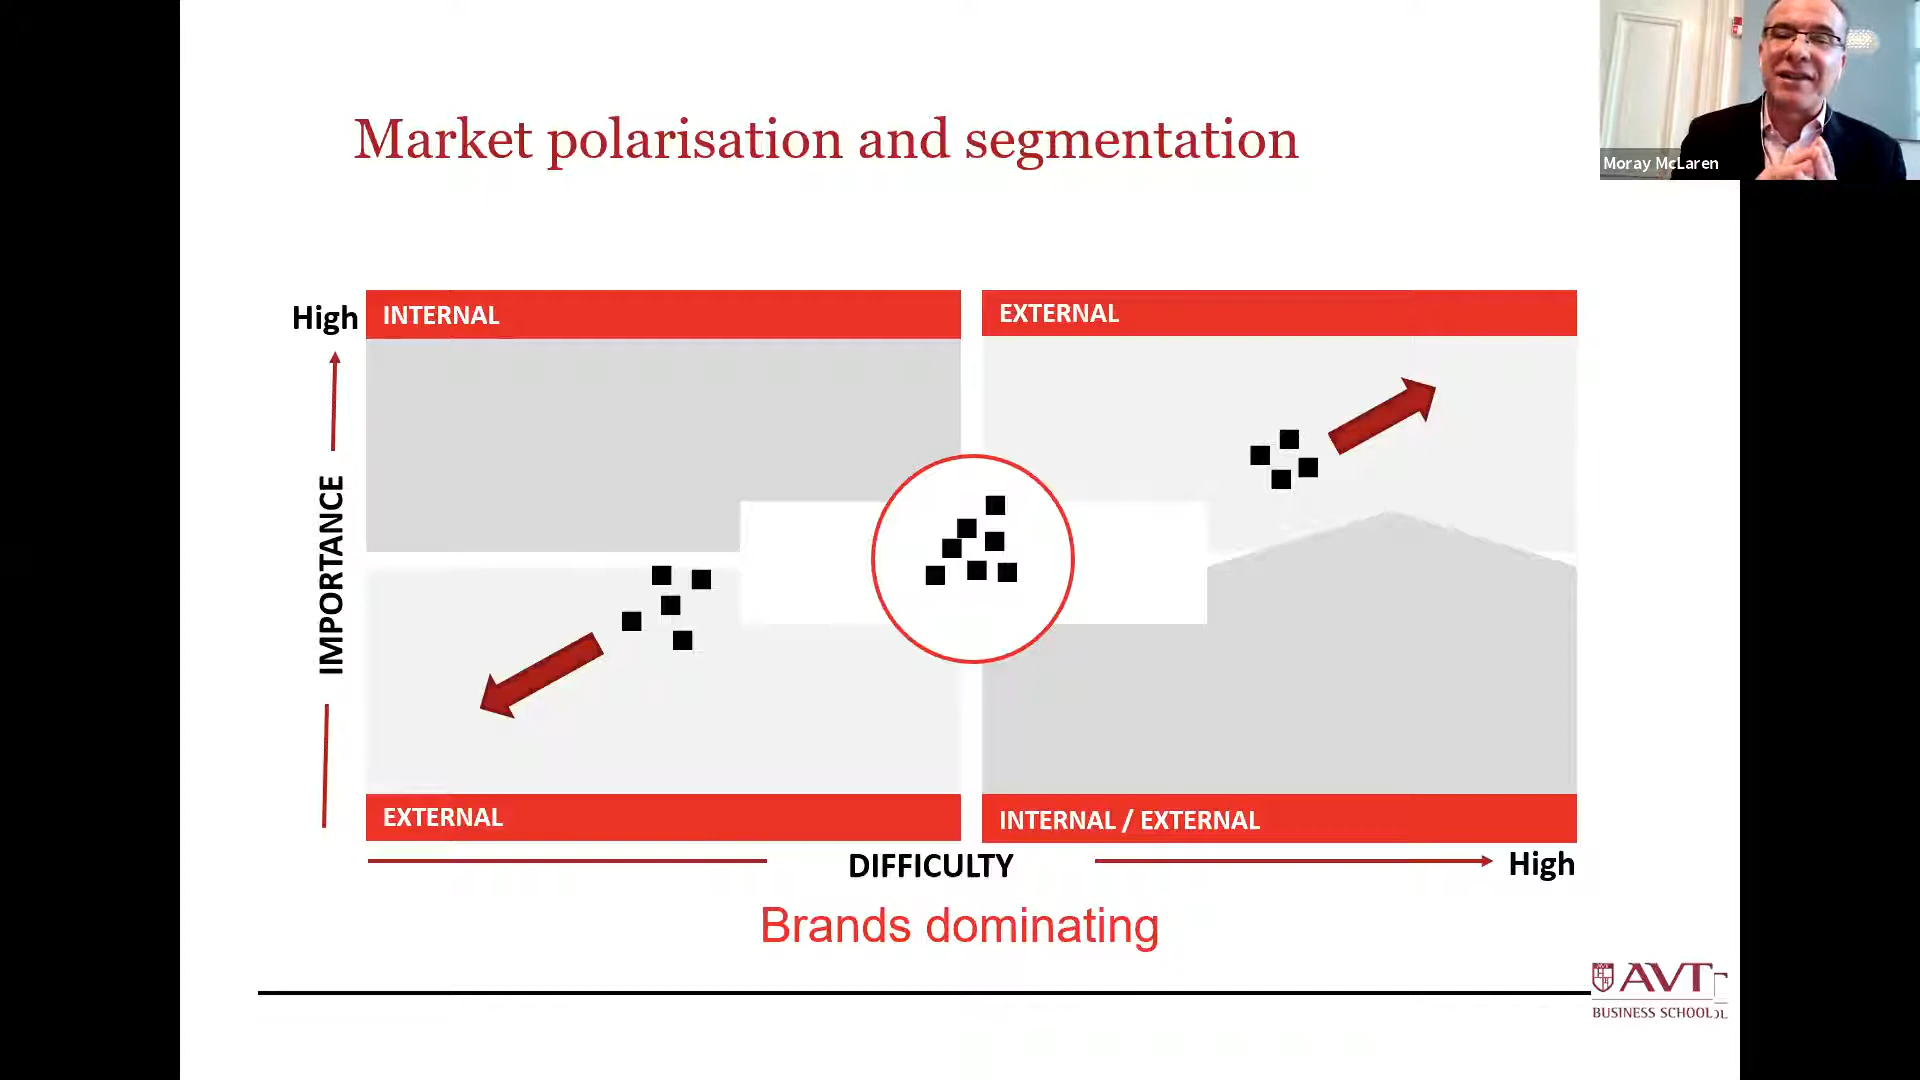 Moray McLaren
Market polarisation and segmentation
High
INTERNAL
EXTERNAL
IMPORTANCE
EXTERNAL
INTERNAL / EXTERNAL
DIFFICULTY
High
Brands dominating
AVT
BUSINESS SCHOOL